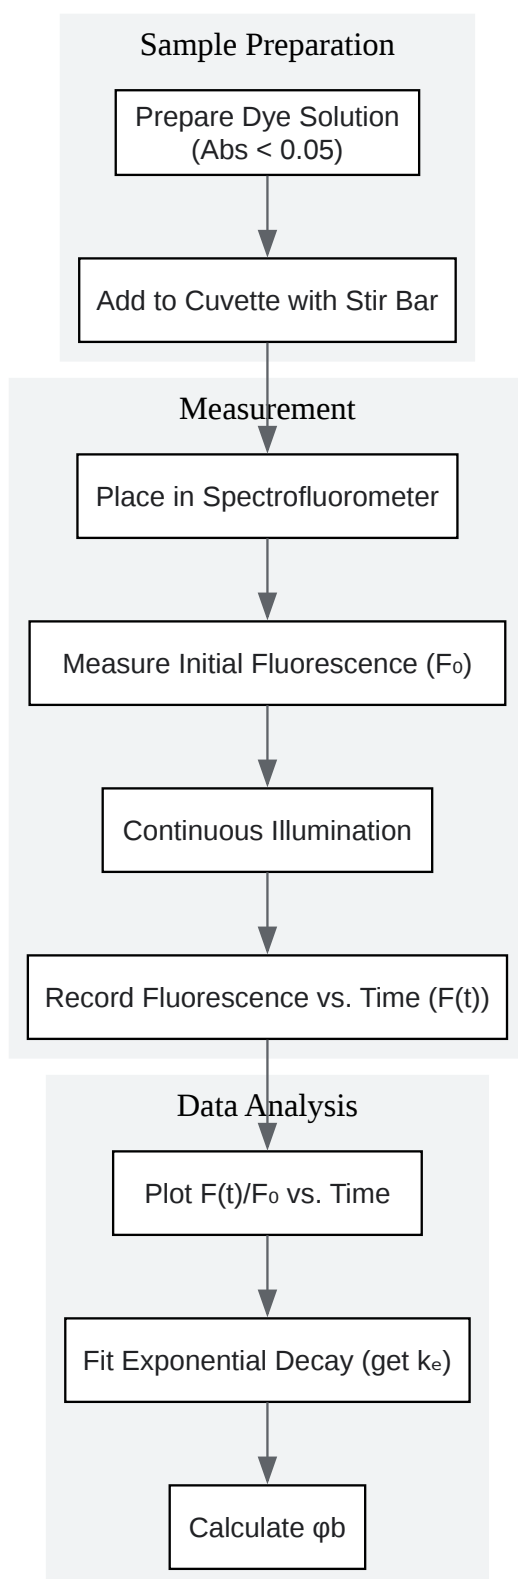 Sample Preparation
Prepare Dye Solution
(Abs < 0.05)
Add to Cuvette with Stir Bar
Measurement
Place in Spectrofluorometer
Measure Initial Fluorescence (F₀)
Continuous Illumination
Record Fluorescence vs. Time (F(t))
Data Analysis
Plot F(t)/F₀ vs. Time
Fit Exponential Decay (get kₑ)
Calculate φb